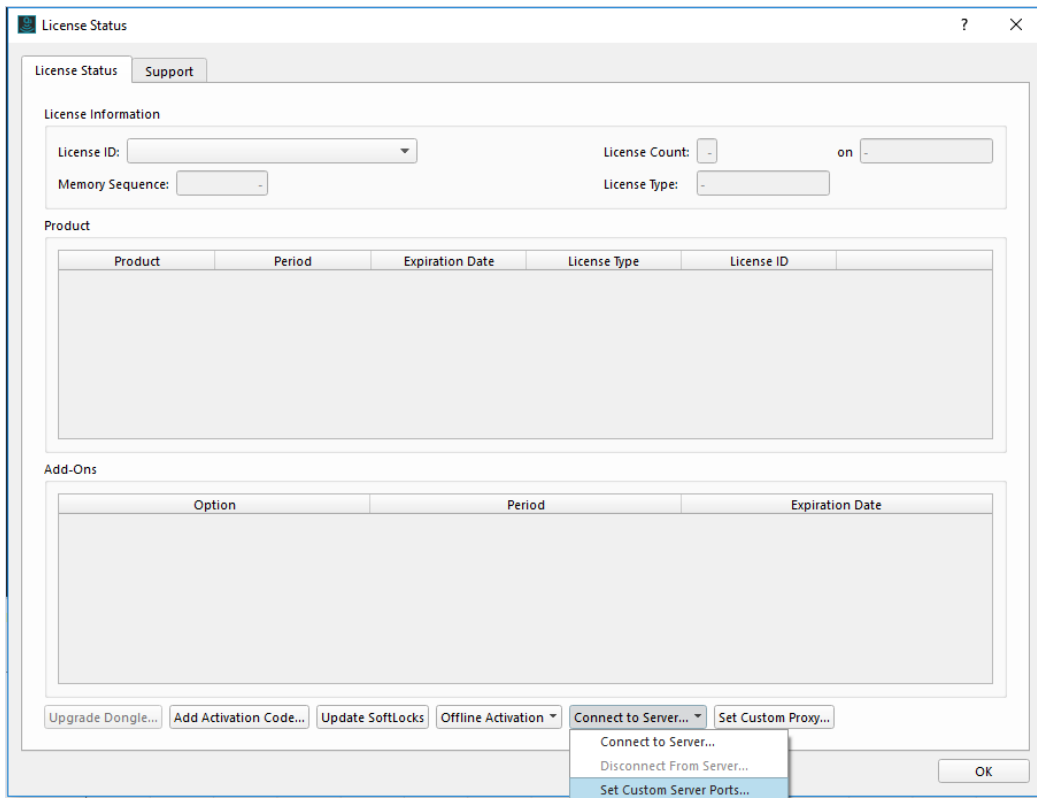 License Status ? ×
License Status Support
License Information
License ID: License Count: - on -
Memory Sequence: - License Type: -
Product
Product Period Expiration Date License Type License ID
Add-Ons
Option Period Expiration Date
Upgrade Dongle... Add Activation Code... Update SoftLocks Offline Activation Connect to Server... Set Custom Proxy...
Connect to Server...
Disconnect From Server...
OK
Set Custom Server Ports...